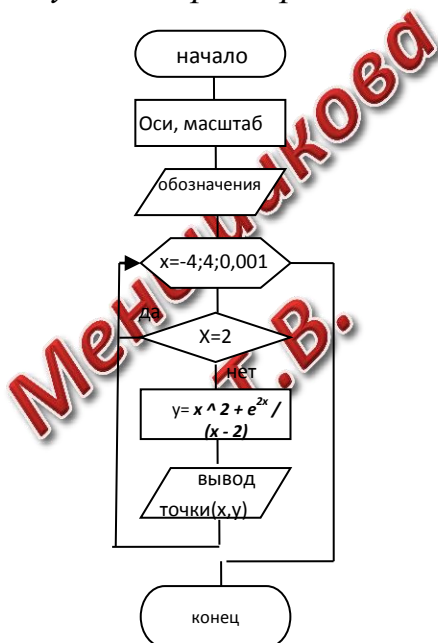 начало
Оси, масштаб
обозначения
x=-4;4;0,001
да
X=2
нет
y= x ^ 2 + e^2x /
(x - 2)
вывод
точки(x,y)
конец
Меньшикова
Т.В.